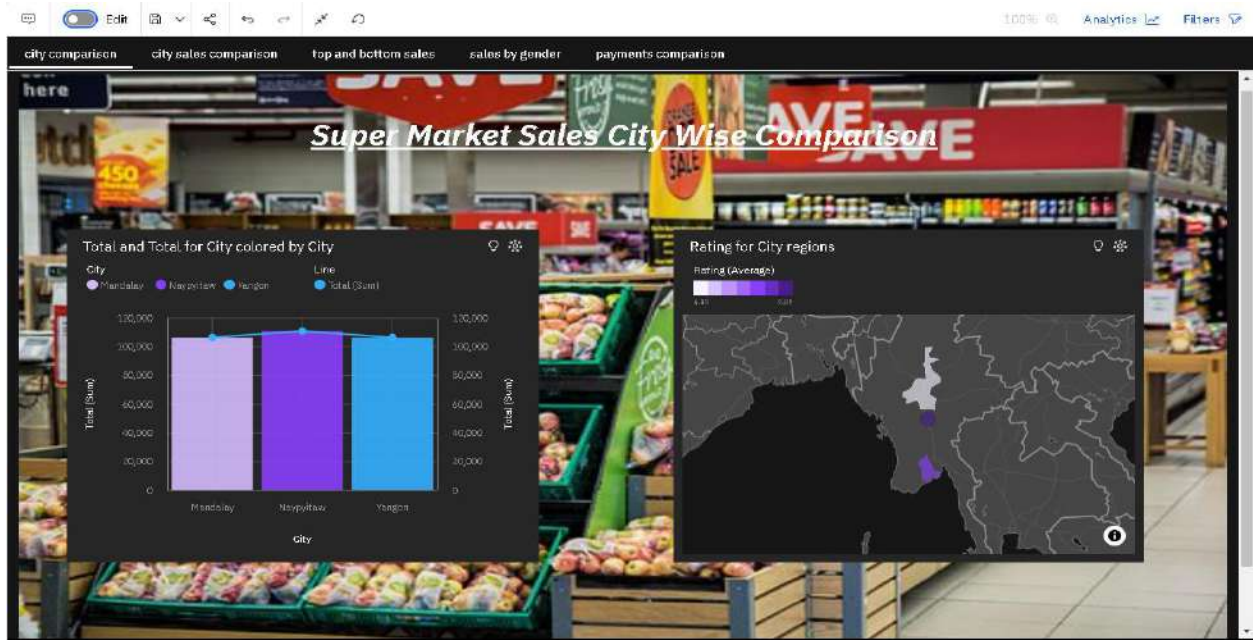 Edit
100%
Analytics
Filters
city comparison
city sales comparison
top and bottom sales
sales by gender
payments comparison
here
SAVE
SAVE
SAVE
450
SALE
SAVE
SAVE
Super Market Sales City Wise Comparison
Total and Total for City colored by City
City
Line
Mandalay
Naypyitaw
Yangon
Total (Sum)
120,000
100,000
80,000
60,000
40,000
20,000
0
Total (Sum)
120,000
100,000
80,000
60,000
40,000
20,000
0
Total (Sum)
Mandalay
Naypyitaw
Yangon
City
Rating for City regions
Rating (Average)